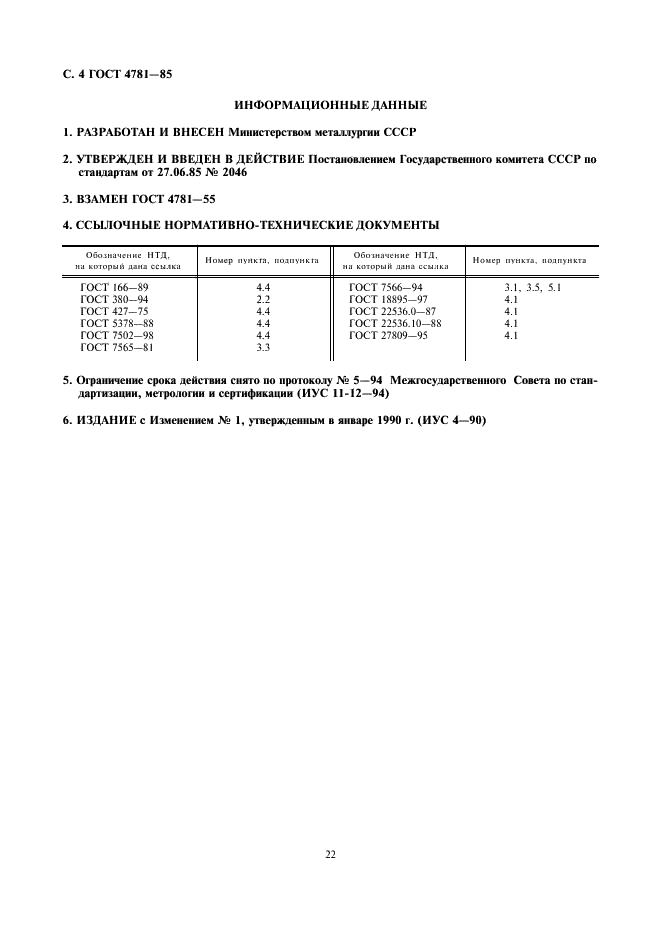 С. 4 ГОСТ 4781—85
ИНФОРМАЦИОННЫЕ ДАННЫЕ
1. РАЗРАБОТАН И ВНЕСЕН Министерством металлургии СССР
2. УТВЕРЖДЕН И ВВЕДЕН В ДЕЙСТВИЕ Постановлением Государственного комитета СССР по
стандартам от 27.06.85 № 2046
3. ВЗАМЕН ГОСТ 4781—55
4. ССЫЛОЧНЫЕ НОРМАТИВНО-ТЕХНИЧЕСКИЕ ДОКУМЕНТЫ
Обозначение НТД, на который дана ссылка Номер пункта, подпункта Обозначение НТД, на который дана ссылка Номер пункта, подпункта
ГОСТ 166—89 4.4 ГОСТ 7566—94 3.1, 3.5, 5.1
ГОСТ 380—94 2.2 ГОСТ 18895—97 4.1
ГОСТ 427—75 4.4 ГОСТ 22536.0—87 4.1
ГОСТ 5378—88 4.4 ГОСТ 22536.10—88 4.1
ГОСТ 7502—98 4.4 ГОСТ 27809—95 4.1
ГОСТ 7565—81 3.3
5. Ограничение срока действия снято по протоколу № 5—94 Межгосударственного Совета по стан-
дартизации, метрологии и сертификации (ИУС 11-12—94)
6. ИЗДАНИЕ с Изменением № 1, утвержденным в январе 1990 г. (ИУС 4—90)
22